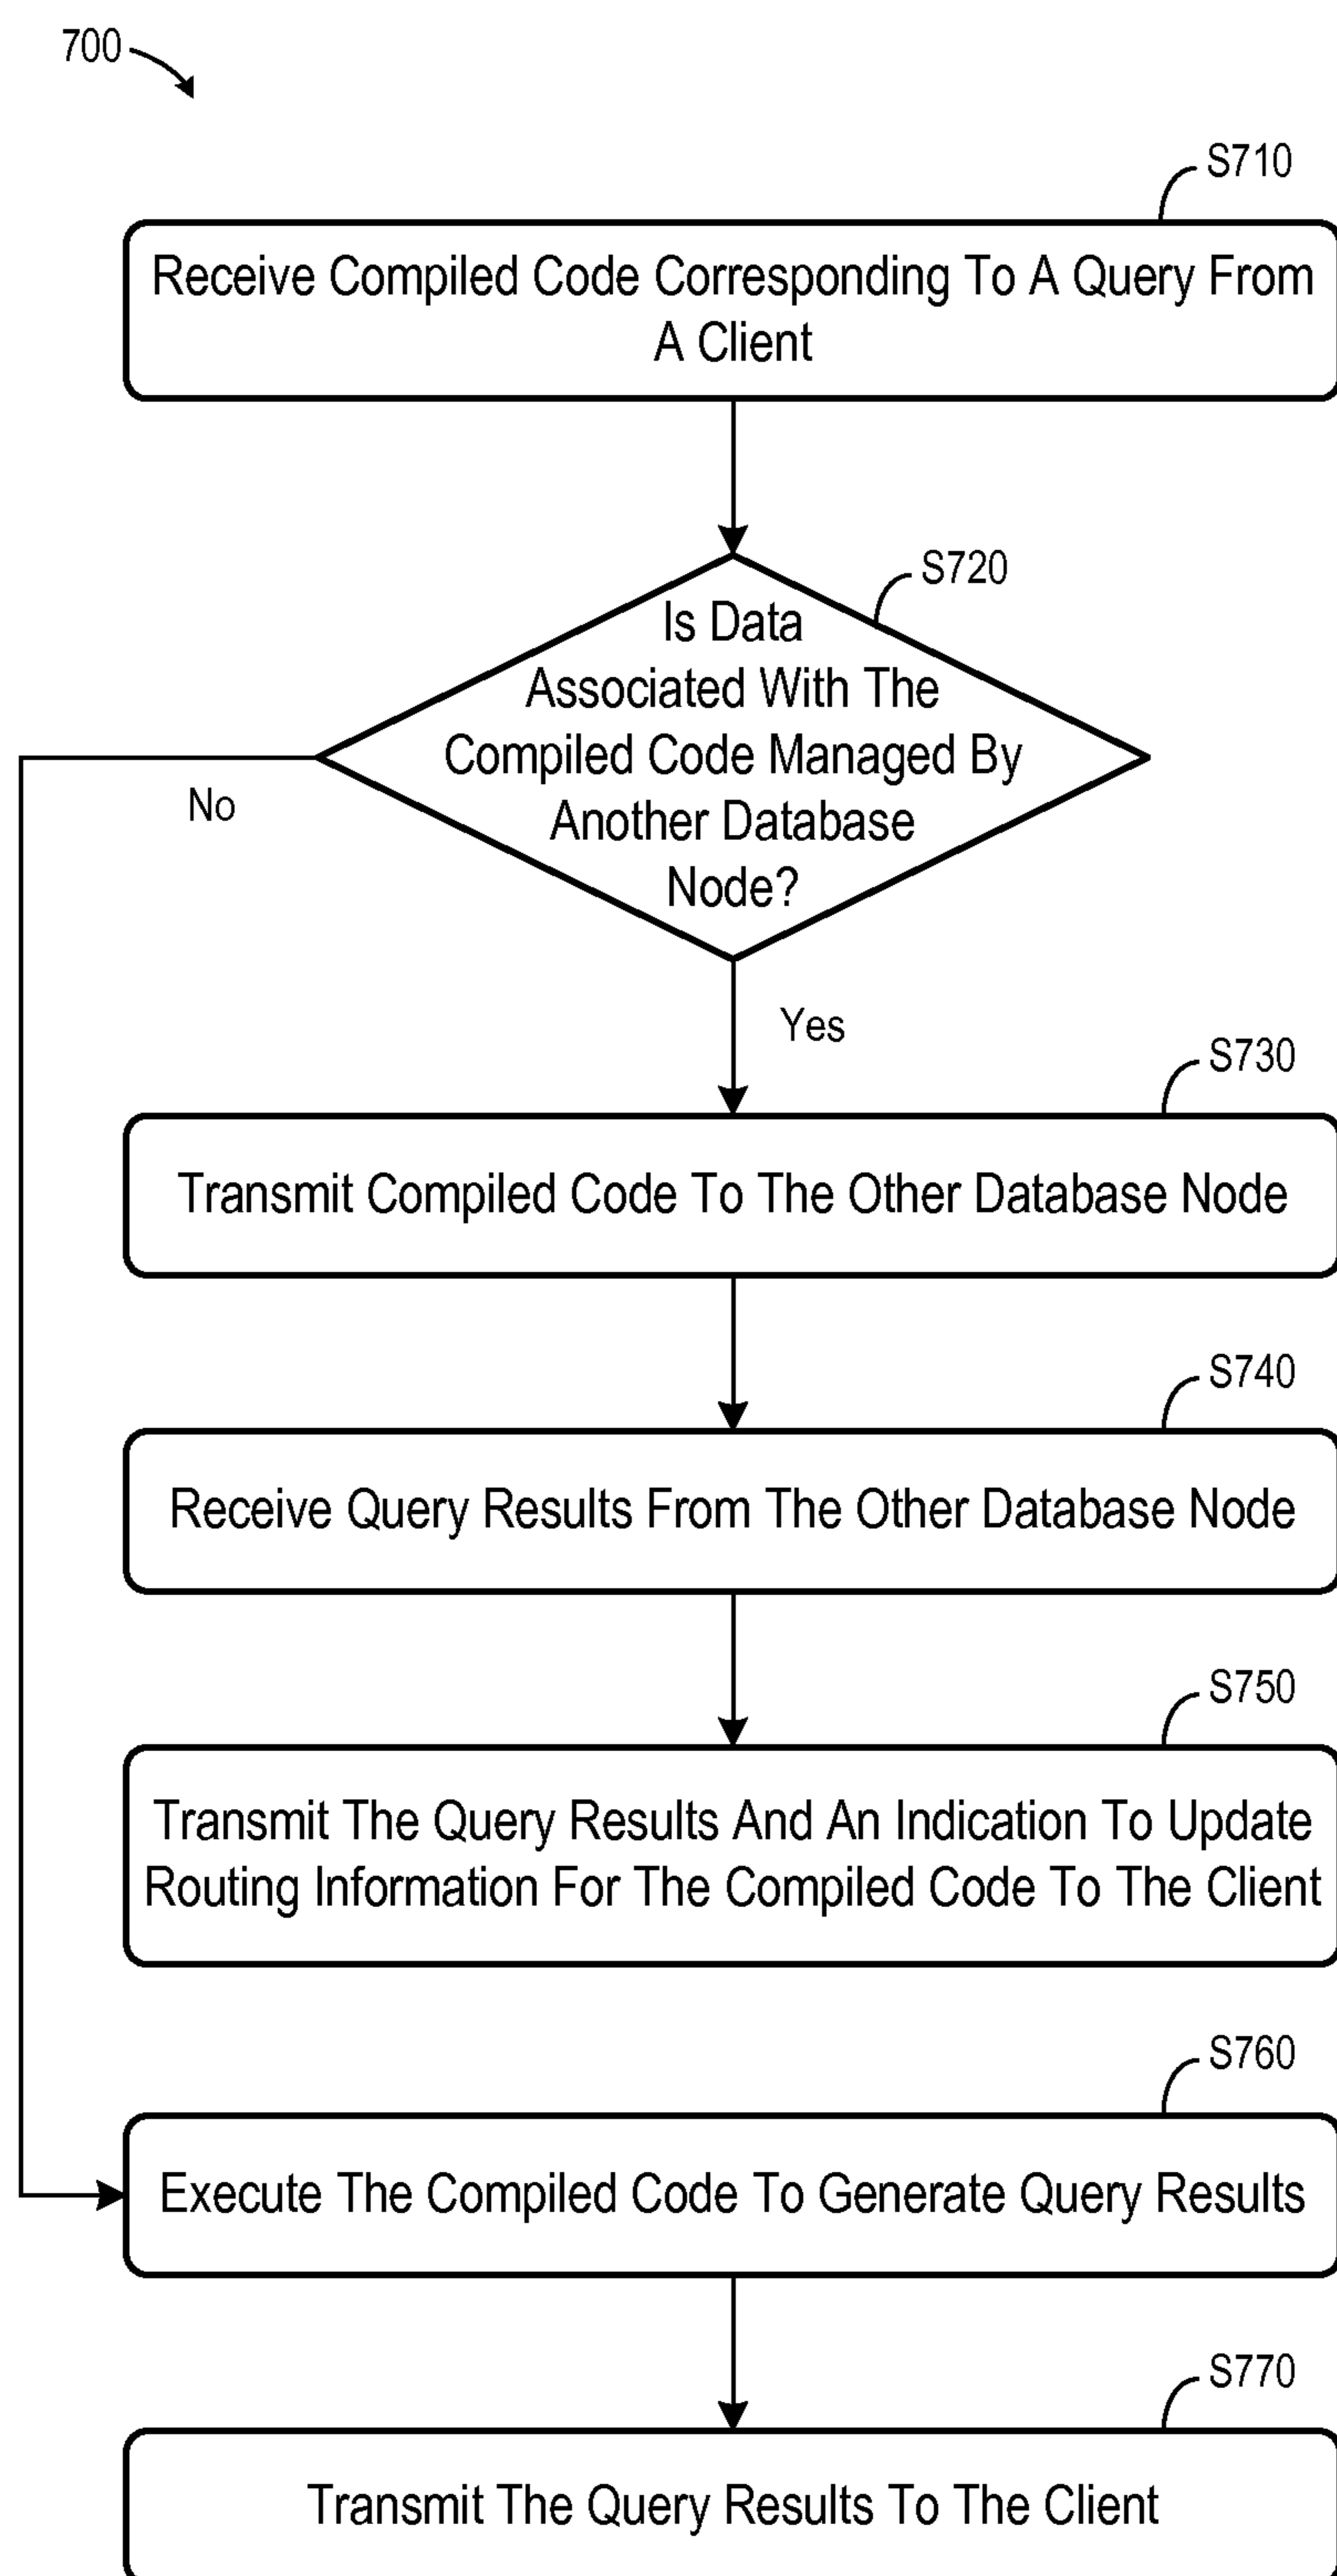 700
S710
Receive Compiled Code Corresponding To A Query From
A Client
S720
Is Data
Associated With The
Compiled Code Managed By
Another Database
Node?
No
Yes
S730
Transmit Compiled Code To The Other Database Node
S740
Receive Query Results From The Other Database Node
S750
Transmit The Query Results And An Indication To Update
Routing Information For The Compiled Code To The Client
S760
Execute The Compiled Code To Generate Query Results
S770
Transmit The Query Results To The Client